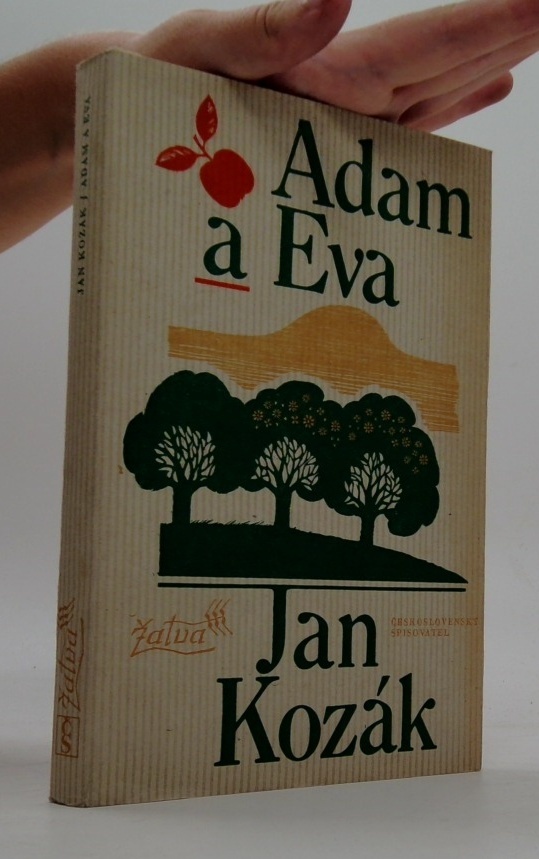 Adam
a Eva
Žatva
Jan
Kozák
ČESKOSLOVENSKÝ
SPISOVATEL
JAN KOZÁK / ADAM A EVA
Žatva
ČS